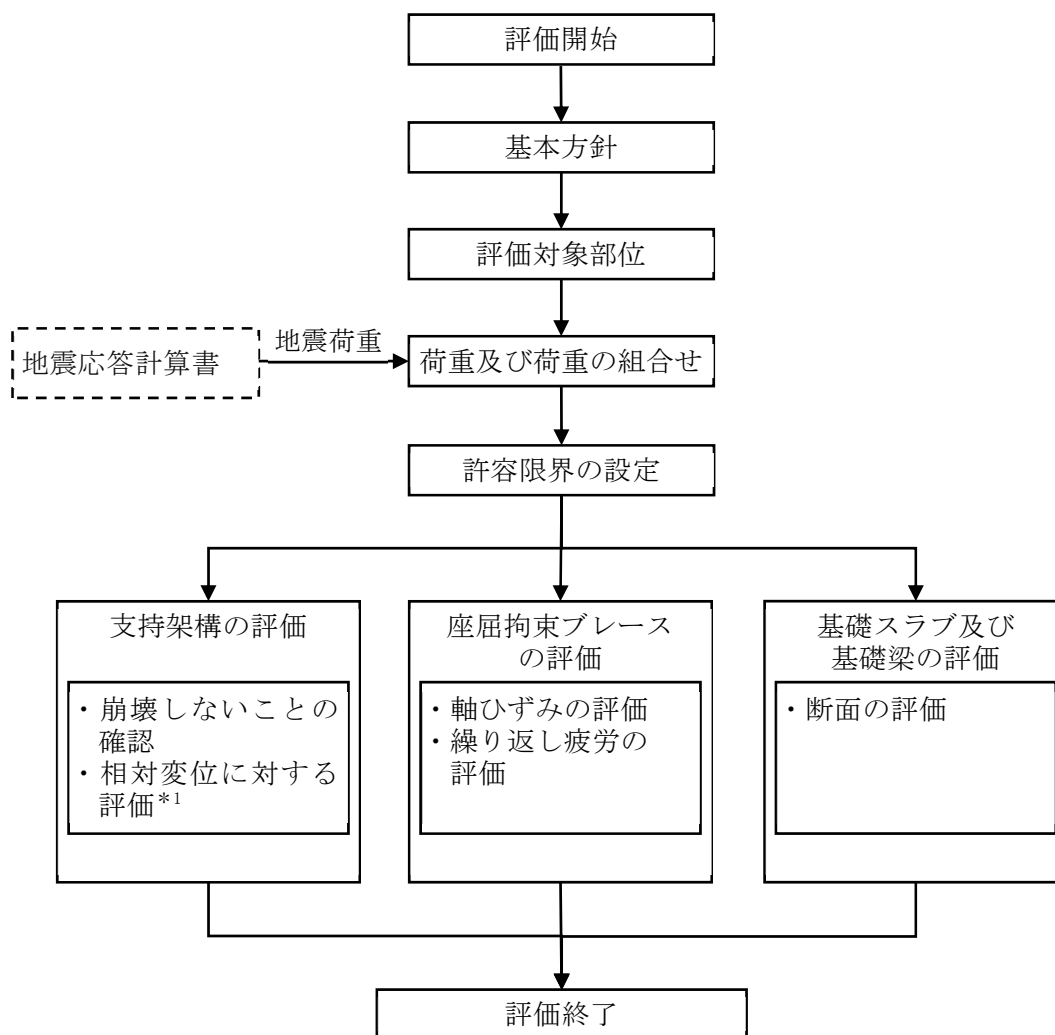 評価開始
基本方針
評価対象部位
地震応答計算書
地震荷重
荷重及び荷重の組合せ
許容限界の設定
支持架構の評価
・崩壊しないことの
確認
・相対変位に対する
評価*1
座屈拘束ブレース
の評価
・軸ひずみの評価
・繰り返し疲労の
評価
基礎スラブ及び
基礎梁の評価
・断面の評価
評価終了